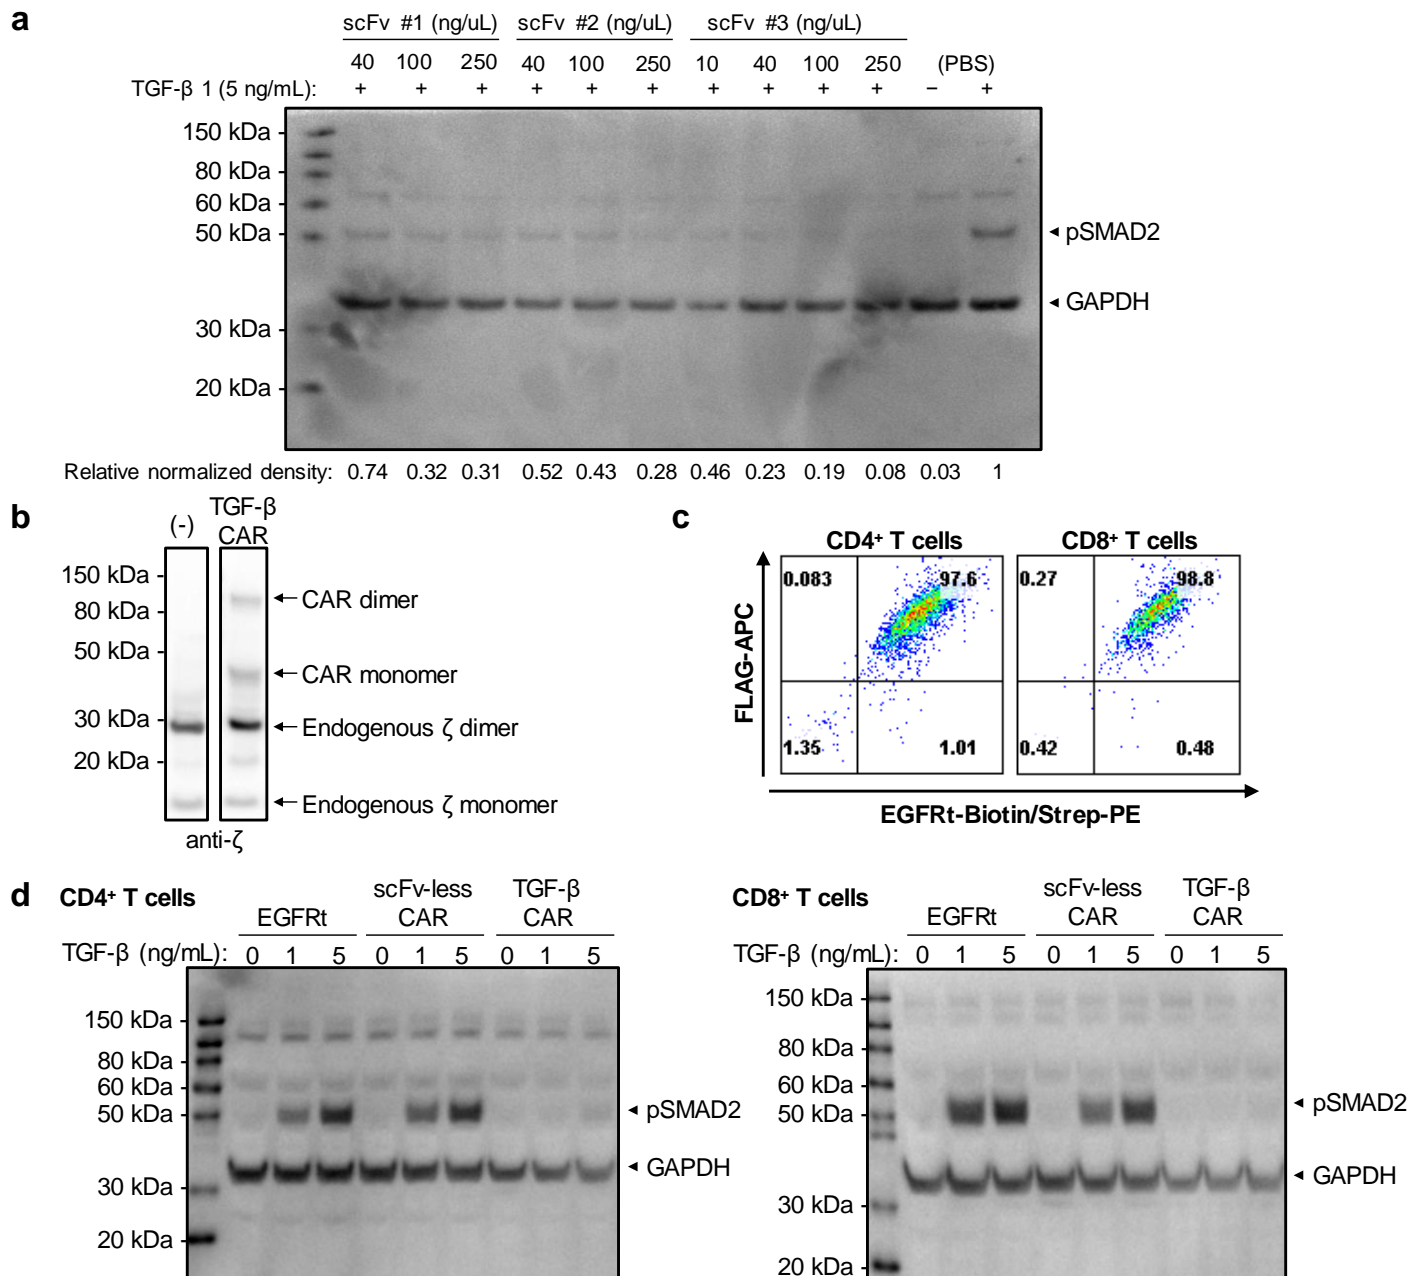 a
scFv #1 (ng/uL) scFv #2 (ng/uL) scFv #3 (ng/uL)
40 100 250 40 100 250 10 40 100 250 (PBS)
TGF-β 1 (5 ng/mL): + + + + + + + + + + − +
150 kDa
80 kDa
60 kDa
50 kDa
pSMAD2
GAPDH
30 kDa
20 kDa
Relative normalized density: 0.74 0.32 0.31 0.52 0.43 0.28 0.46 0.23 0.19 0.08 0.03 1
b
(-) TGF-β
CAR
150 kDa
80 kDa
50 kDa
30 kDa
20 kDa
CAR dimer
CAR monomer
Endogenous ζ dimer
Endogenous ζ monomer
anti-ζ
c
CD4+ T cells CD8+ T cells
0.083 97.6 0.27 98.8
1.35 1.01 0.42 0.48
FLAG-APC
EGFRt-Biotin/Strep-PE
d
CD4+ T cells
EGFRt scFv-less
CAR TGF-β
CAR
TGF-β (ng/mL): 0 1 5 0 1 5 0 1 5
150 kDa
80 kDa
60 kDa
50 kDa
30 kDa
20 kDa
pSMAD2
GAPDH
CD8+ T cells
EGFRt scFv-less
CAR TGF-β
CAR
TGF-β (ng/mL): 0 1 5 0 1 5 0 1 5
150 kDa
80 kDa
60 kDa
50 kDa
30 kDa
20 kDa
pSMAD2
GAPDH